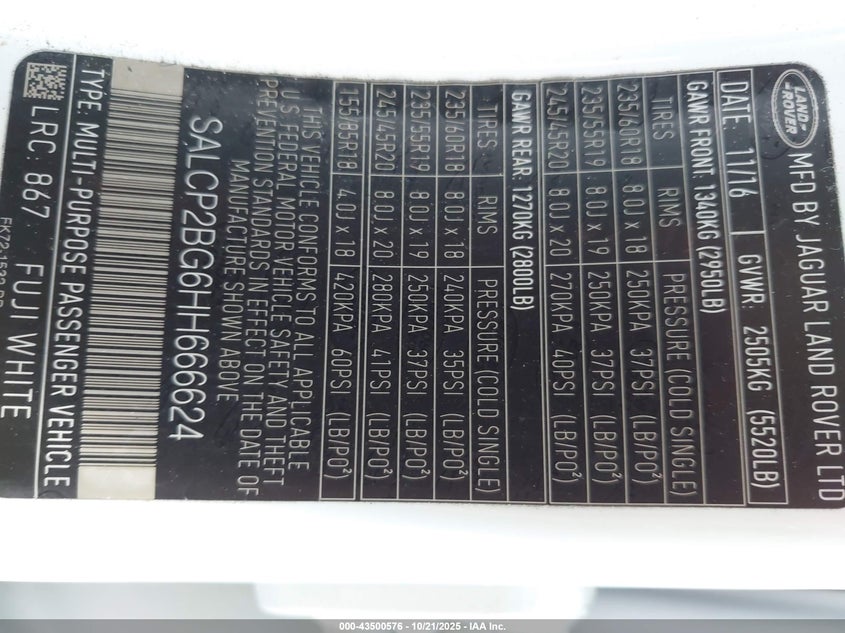 LAND
ROVER
MFD BY JAGUAR LAND ROVER LTD
DATE: 11/16 GVWR: 2505KG (5520LB)
GAWR FRONT: 1340KG (2950LB)
TIRES RIMS PRESSURE (COLD SINGLE)
235/60R18 8.0J x 18 250KPA 37PSI (LB/PO²)
235/55R19 8.0J x 19 250KPA 37PSI (LB/PO²)
245/45R20 8.0J x 20 270KPA 40PSI (LB/PO²)
GAWR REAR: 1270KG (2800LB)
TIRES RIMS PRESSURE (COLD SINGLE)
235/60R18 8.0J x 18 240KPA 35PSI (LB/PO²)
235/55R19 8.0J x 19 250KPA 37PSI (LB/PO²)
245/45R20 8.0J x 20 280KPA 41PSI (LB/PO²)
155/85R18 4.0J x 18 420KPA 60PSI (LB/PO²)
THIS VEHICLE CONFORMS TO ALL APPLICABLE
U.S FEDERAL MOTOR VEHICLE SAFETY AND THEFT
PREVENTION STANDARDS IN EFFECT ON THE DATE OF
MANUFACTURE SHOWN ABOVE
SALCP2BG6HH666624
TYPE: MULTI-PURPOSE PASSENGER VEHICLE
LRC: 867 FUJI WHITE
000-43500576 - 10/21/2025 - IAA Inc.